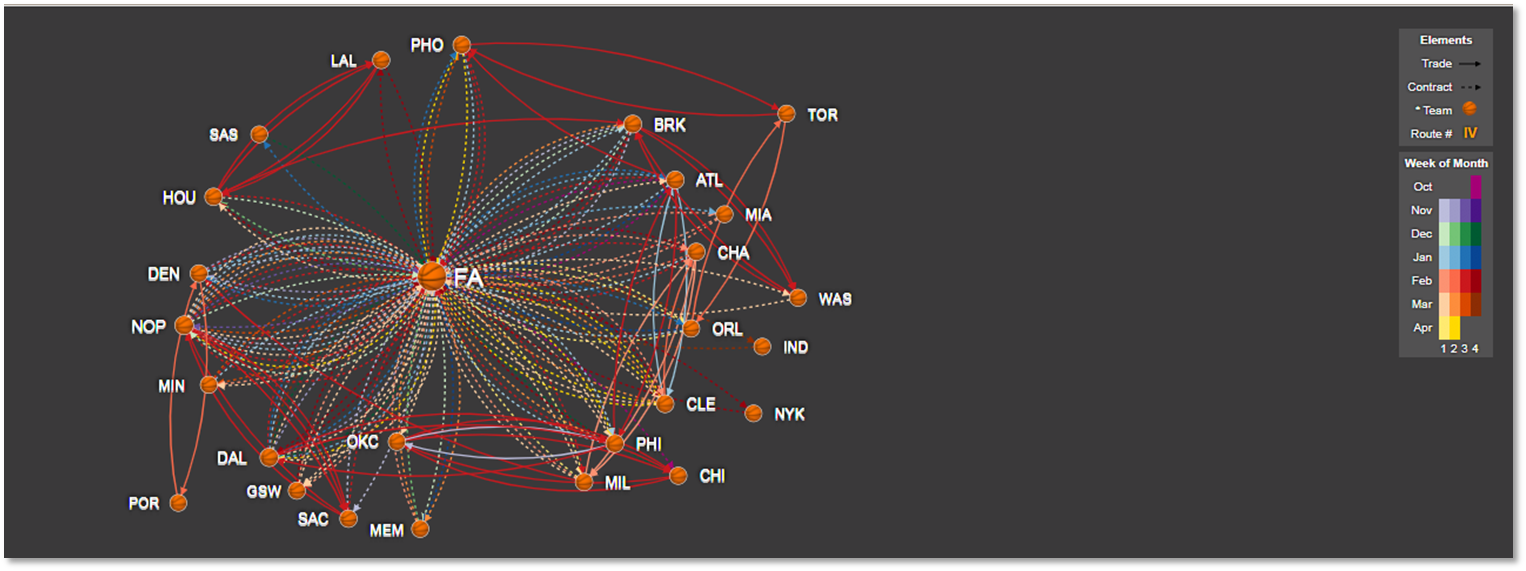 PHO
LAL
TOR
BRK
SAS
ATL
HOU
MIA
CHA
DEN
FA
WAS
NOP
ORL
IND
MIN
CLE
NYK
OKC
PHI
DAL
CHI
MIL
GSW
POR
SAC
MEM
Elements
Trade
Contract
* Team
Route # IV
Week of Month
Oct
Nov
Dec
Jan
Feb
Mar
Apr
1 2 3 4